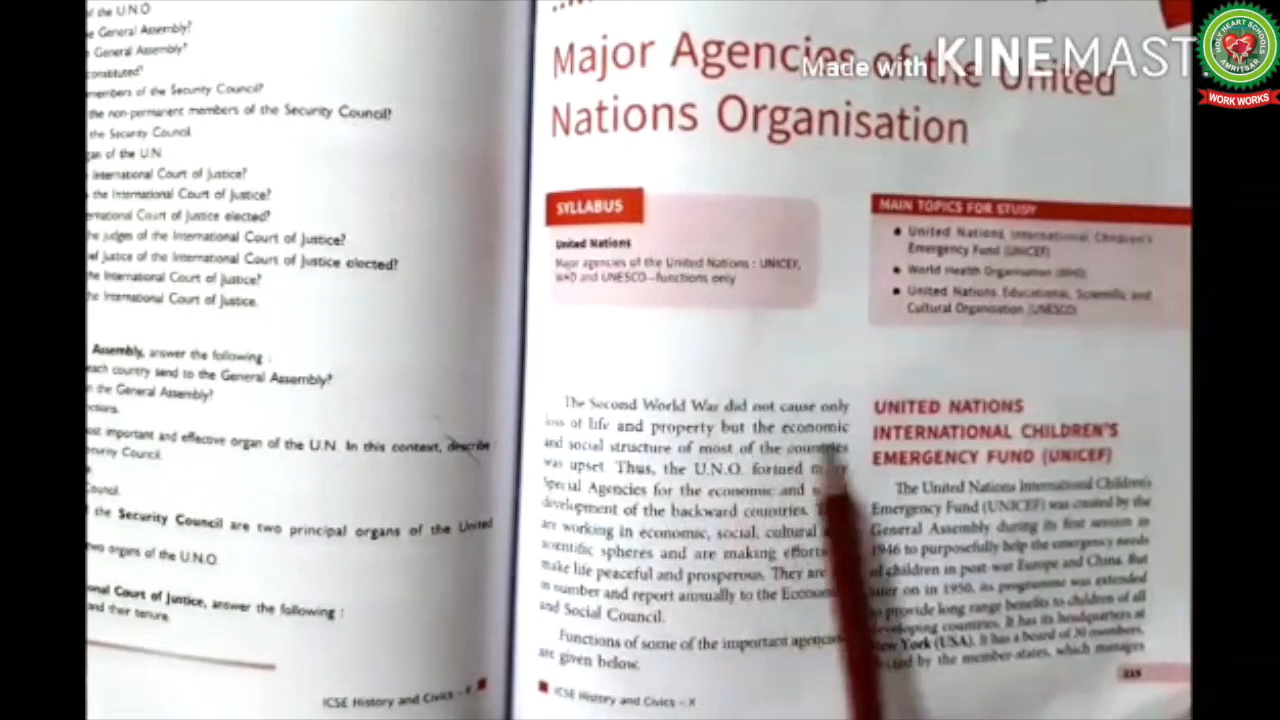 of the U.N.O
General Assembly?
General Assembly?
constituted?
members of the Security Council?
the non-permanent members of the Security Council?
the Security Council
of the U.N.
International Court of Justice?
the International Court of Justice?
International Court of Justice elected?
judges of the International Court of Justice?
Justice of the International Court of Justice elected?
the International Court of Justice?
International Court of Justice.
Assembly, answer the following :
each country send to the General Assembly?
the General Assembly?
important and effective organ of the U.N. In this context, describe
Security Council.
Council.
the Security Council are two principal organs of the United
two organs of the U.N.O.
Court of Justice, answer the following :
and their tenure.
ICSE History and Civics - X
Major Agencies of the United
Nations Organisation
SYLLABUS
United Nations
Major agencies of the United Nations : UNICEF,
WHO and UNESCO—functions only
MAIN TOPICS FOR STUDY
● United Nations International Children's
Emergency Fund (UNICEF)
● World Health Organisation (WHO)
● United Nations Educational, Scientific and
Cultural Organisation (UNESCO)
The Second World War did not cause only
loss of life and property but the economic
and social structure of most of the countries
was upset. Thus, the U.N.O. formed
Special Agencies for the economic and
development of the backward countries.
are working in economic, social, cultural
scientific spheres and are making efforts
make life peaceful and prosperous. They are
in number and report annually to the
and Social Council.
Functions of some of the important
are given below.
ICSE History and Civics - X
UNITED NATIONS
INTERNATIONAL CHILDREN'S
EMERGENCY FUND (UNICEF)
The United Nations International Children's
Emergency Fund (UNICEF) was created by the
General Assembly during its first session in
1946 to purposefully help the emergency needs
of children in post-war Europe and China. But
later on in 1950, its programme was extended
to provide long range benefits to children of all
developing countries. It has its headquarters at
New York (USA). It has a board of 30 members,
by the member-states, which manages
Made with KINEMAST
HOLY HEART SCHOOLS
AMRITSAR
WORK WORKS